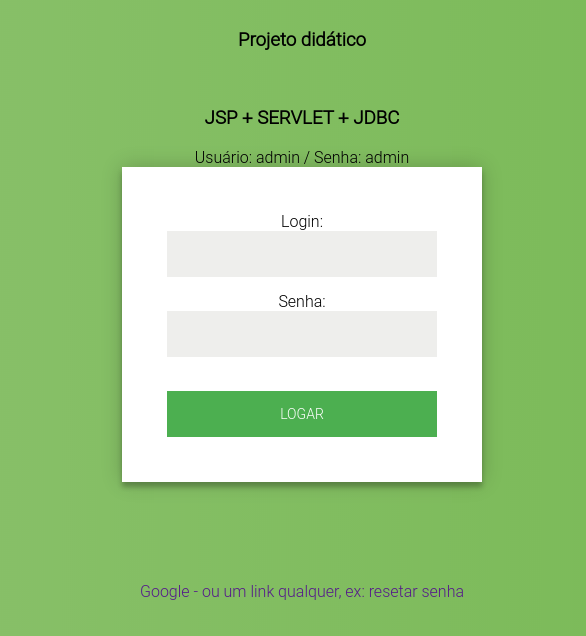 Projeto didático
JSP + SERVLET + JDBC
Usuário: admin / Senha: admin
Login:
Senha:
LOGAR
Google - ou um link qualquer, ex: resetar senha